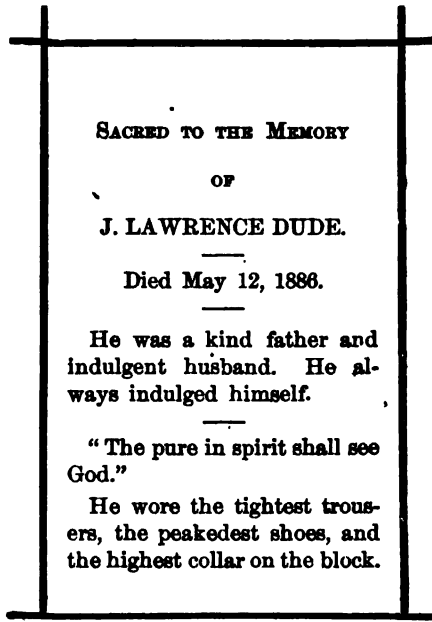 SACRED TO THE MEMORY
OF
J. LAWRENCE DUDE.
Died May 12, 1886.
He was a kind father and
indulgent husband. He al-
ways indulged himself.
“The pure in spirit shall see
God.”
He wore the tightest trous-
ers, the peakedest shoes, and
the highest collar on the block.